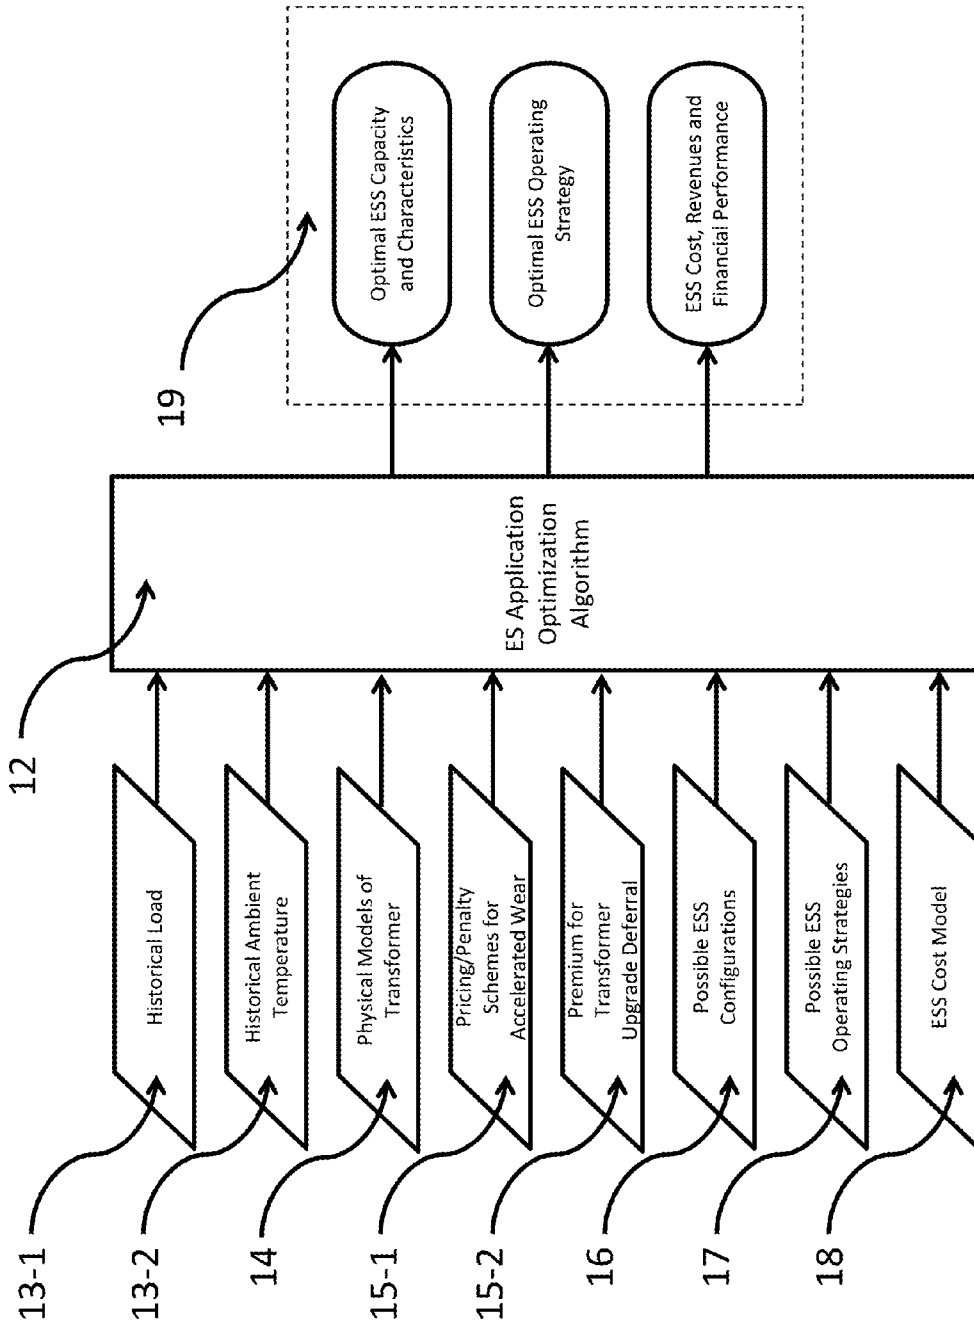 13-1
Historical Load
13-2
Historical Ambient
Temperature
14
Physical Models of
Transformer
15-1
Pricing/Penalty
Schemes for
Accelerated Wear
15-2
Premium for
Transformer
Upgrade Deferral
16
Possible ESS
Configurations
17
Possible ESS
Operating Strategies
18
ESS Cost Model
12
ES Application
Optimization
Algorithm
19
Optimal ESS Capacity
and Characteristics
Optimal ESS Operating
Strategy
ESS Cost, Revenues and
Financial Performance